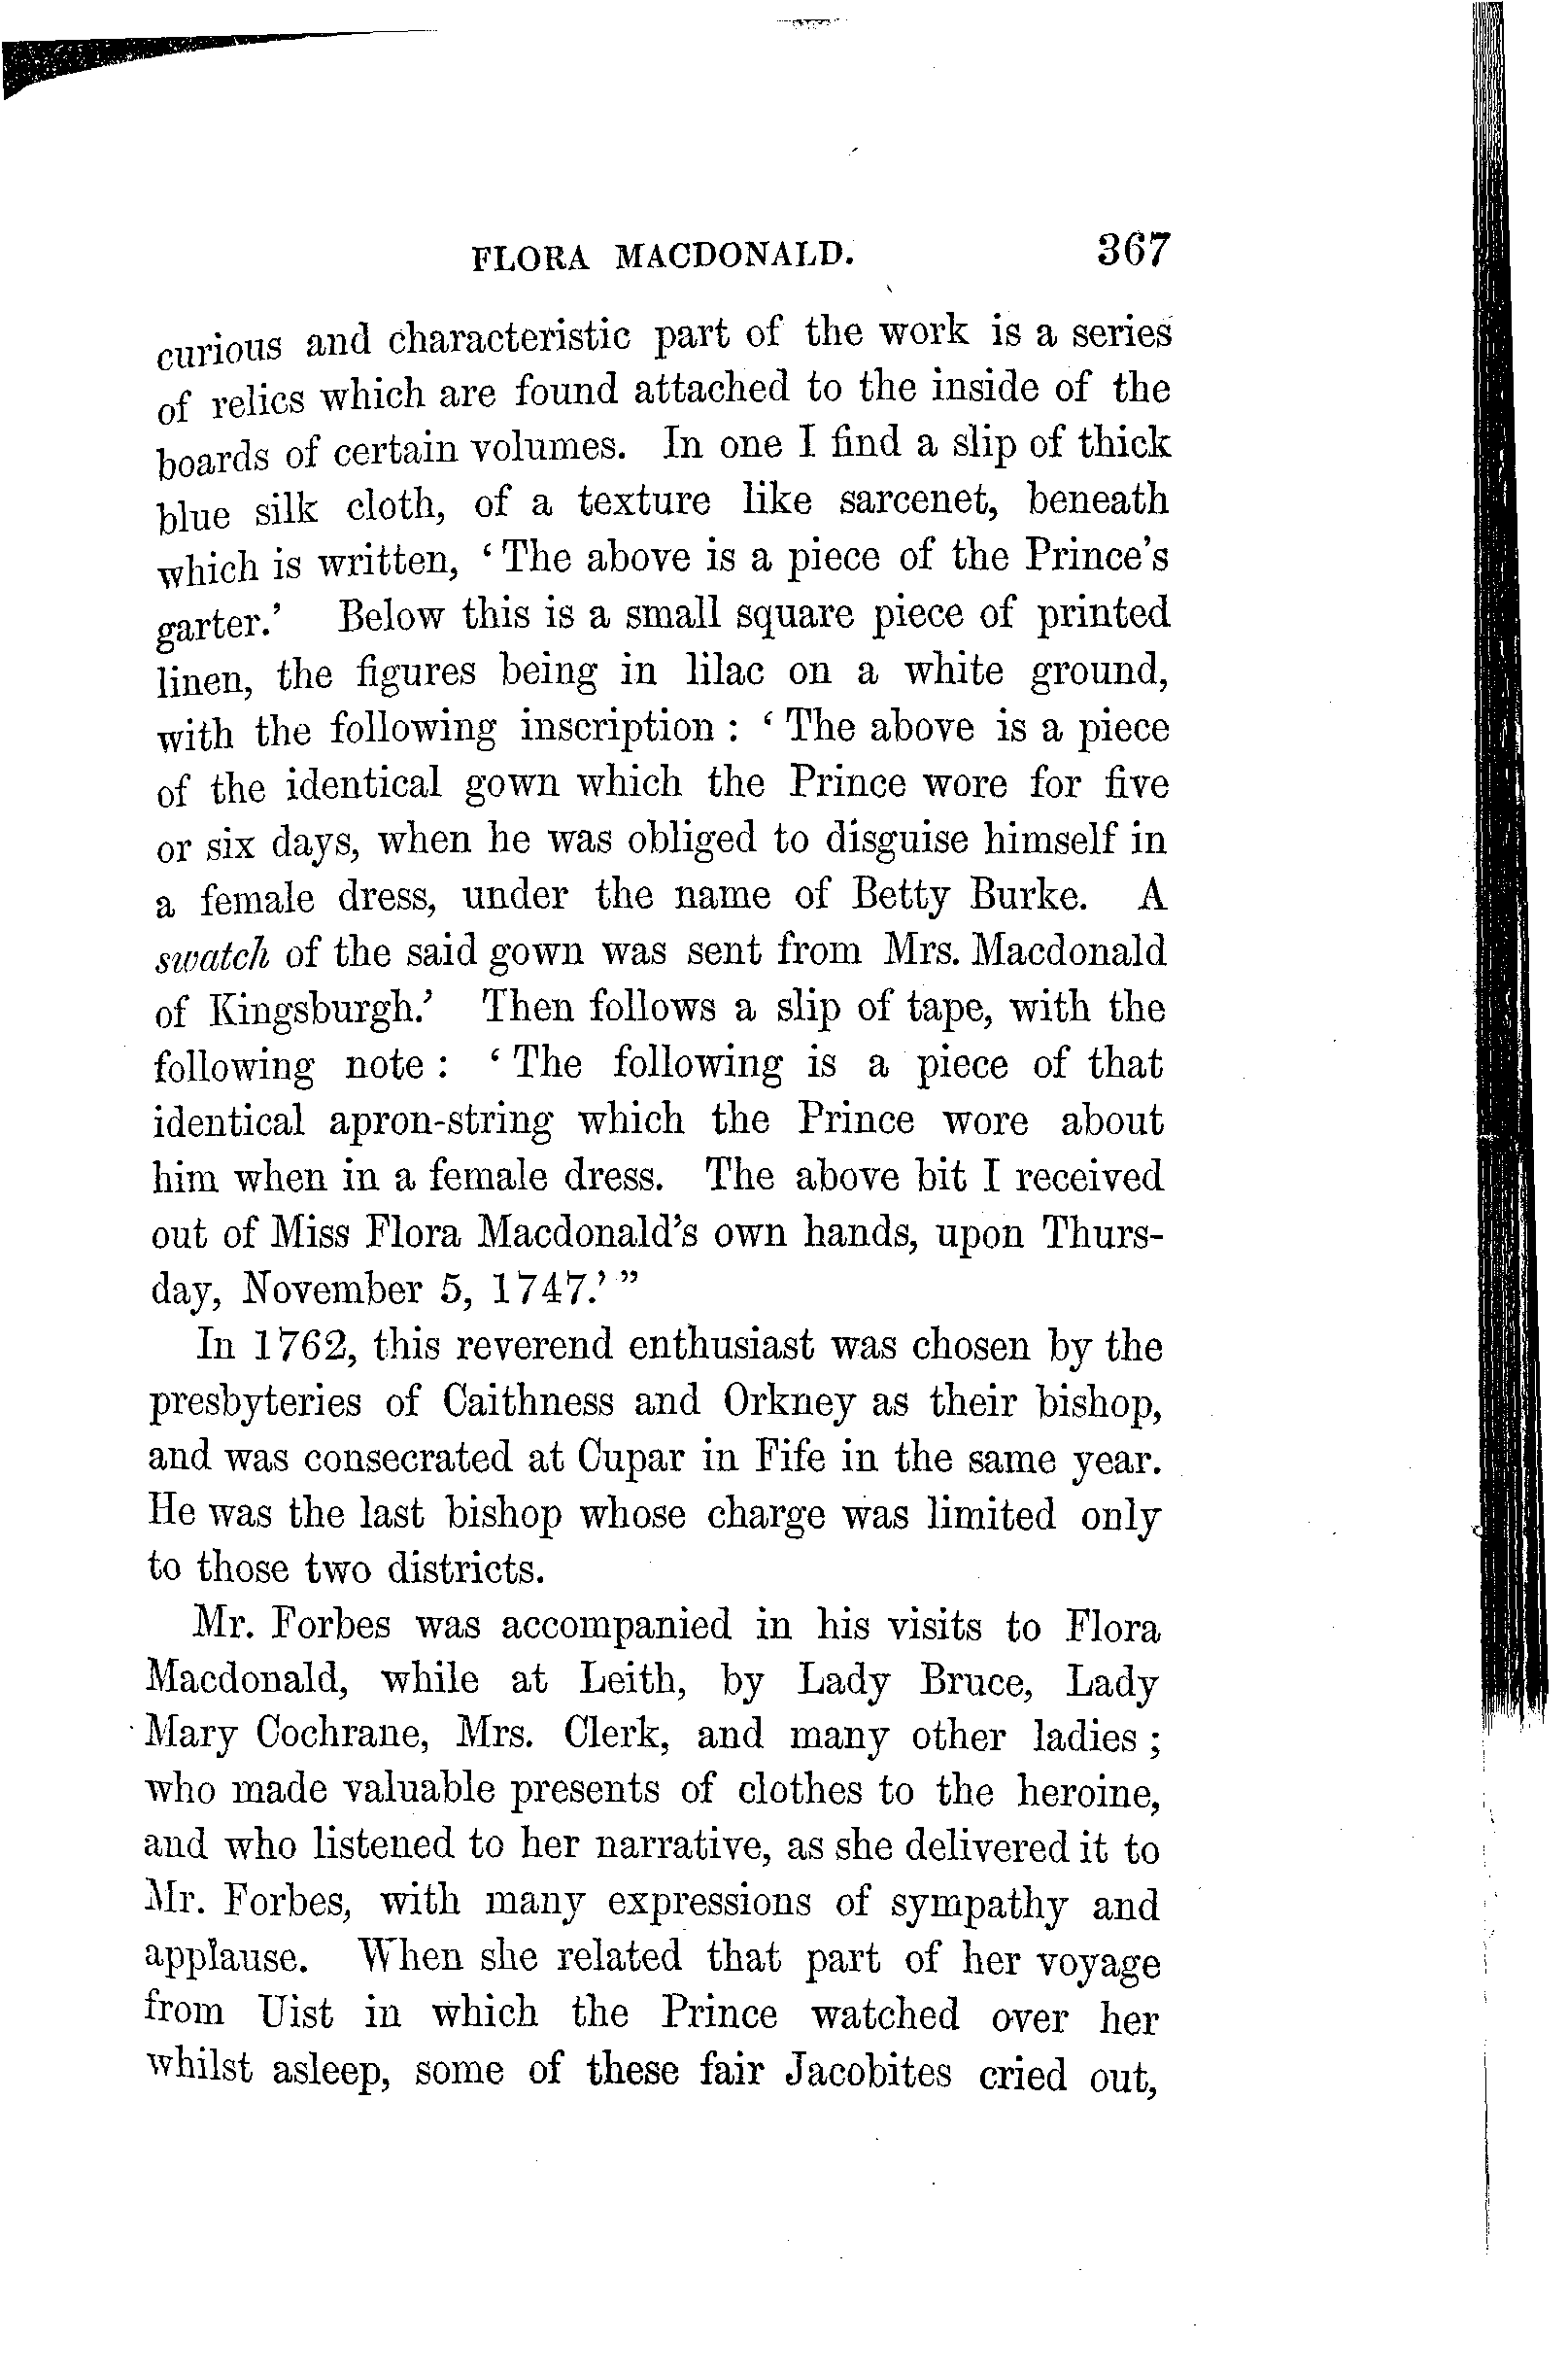 FLORA MACDONALD. 367
curious and characteristic part of the work is a series
of relics which are found attached to the inside of the
boards of certain volumes. In one I find a slip of thick
blue silk cloth, of a texture like sarcenet, beneath
which is written, ‘The above is a piece of the Prince’s
garter.’ Below this is a small square piece of printed
linen, the figures being in lilac on a white ground,
with the following inscription : ‘The above is a piece
of the identical gown which the Prince wore for five
or six days, when he was obliged to disguise himself in
a female dress, under the name of Betty Burke. A
swatch of the said gown was sent from Mrs. Macdonald
of Kingsburgh.’ Then follows a slip of tape, with the
following note : ‘The following is a piece of that
identical apron-string which the Prince wore about
him when in a female dress. The above bit I received
out of Miss Flora Macdonald’s own hands, upon Thurs-
day, November 5, 1747.’”
In 1762, this reverend enthusiast was chosen by the
presbyteries of Caithness and Orkney as their bishop,
and was consecrated at Cupar in Fife in the same year.
He was the last bishop whose charge was limited only
to those two districts.
Mr. Forbes was accompanied in his visits to Flora
Macdonald, while at Leith, by Lady Bruce, Lady
Mary Cochrane, Mrs. Clerk, and many other ladies ;
who made valuable presents of clothes to the heroine,
and who listened to her narrative, as she delivered it to
Mr. Forbes, with many expressions of sympathy and
applause. When she related that part of her voyage
from Uist in which the Prince watched over her
whilst asleep, some of these fair Jacobites cried out,